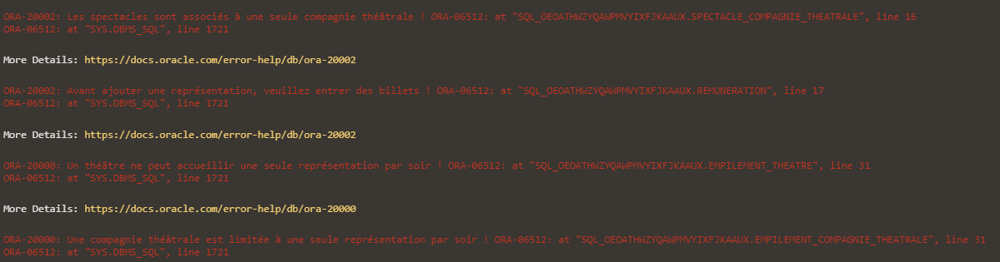 ORA-20002: Les spectacles sont associés à une seule compagnie théâtrale ! ORA-06512: at "SQL_OEOATHWZYQAWPMVYIXFJKAAUX.SPECTACLE_COMPAGNIE_THEATRALE", line 16
ORA-06512: at "SYS.DBMS_SQL", line 1721
More Details: https://docs.oracle.com/error-help/db/ora-20002
ORA-20002: Avant ajouter une représentation, veuillez entrer des billets ! ORA-06512: at "SQL_OEOATHWZYQAWPMVYIXFJKAAUX.REMUNERATION", line 17
ORA-06512: at "SYS.DBMS_SQL", line 1721
More Details: https://docs.oracle.com/error-help/db/ora-20002
ORA-20000: Un théâtre ne peut accueillir une seule représentation par soir ! ORA-06512: at "SQL_OEOATHWZYQAWPMVYIXFJKAAUX.EMPILEMENT_THEATRE", line 31
ORA-06512: at "SYS.DBMS_SQL", line 1721
More Details: https://docs.oracle.com/error-help/db/ora-20000
ORA-20000: Une compagnie théâtrale est limitée à une seule représentation par soir ! ORA-06512: at "SQL_OEOATHWZYQAWPMVYIXFJKAAUX.EMPILEMENT_COMPAGNIE_THEATRALE", line 31
ORA-06512: at "SYS.DBMS_SQL", line 1721